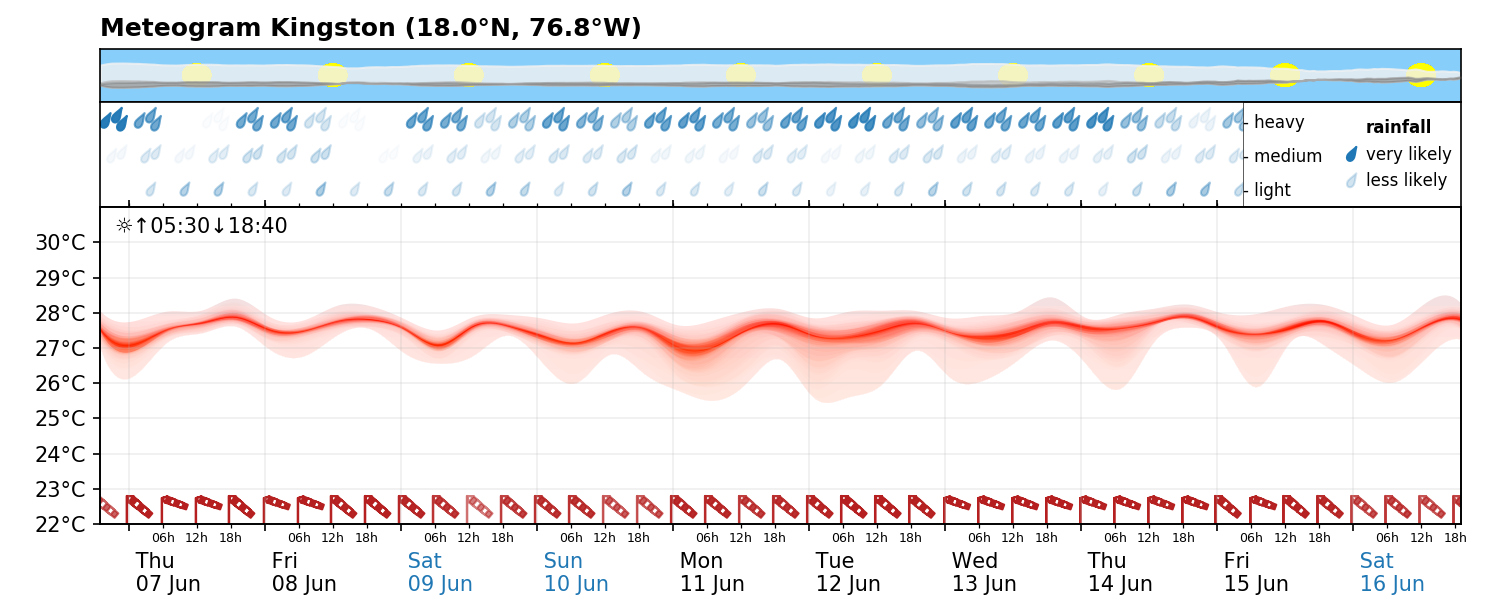 Meteogram Kingston (18.0°N, 76.8°W)
heavy
medium
light
rainfall
very likely
less likely
☼↑05:30↓18:40
30°C
29°C
28°C
27°C
26°C
25°C
24°C
23°C
22°C
06h 12h 18h 06h 12h 18h 06h 12h 18h 06h 12h 18h 06h 12h 18h 06h 12h 18h 06h 12h 18h 06h 12h 18h 06h 12h 18h 06h 12h 18h
Thu Fri Sat Sun Mon Tue Wed Thu Fri Sat
07 Jun 08 Jun 09 Jun 10 Jun 11 Jun 12 Jun 13 Jun 14 Jun 15 Jun 16 Jun